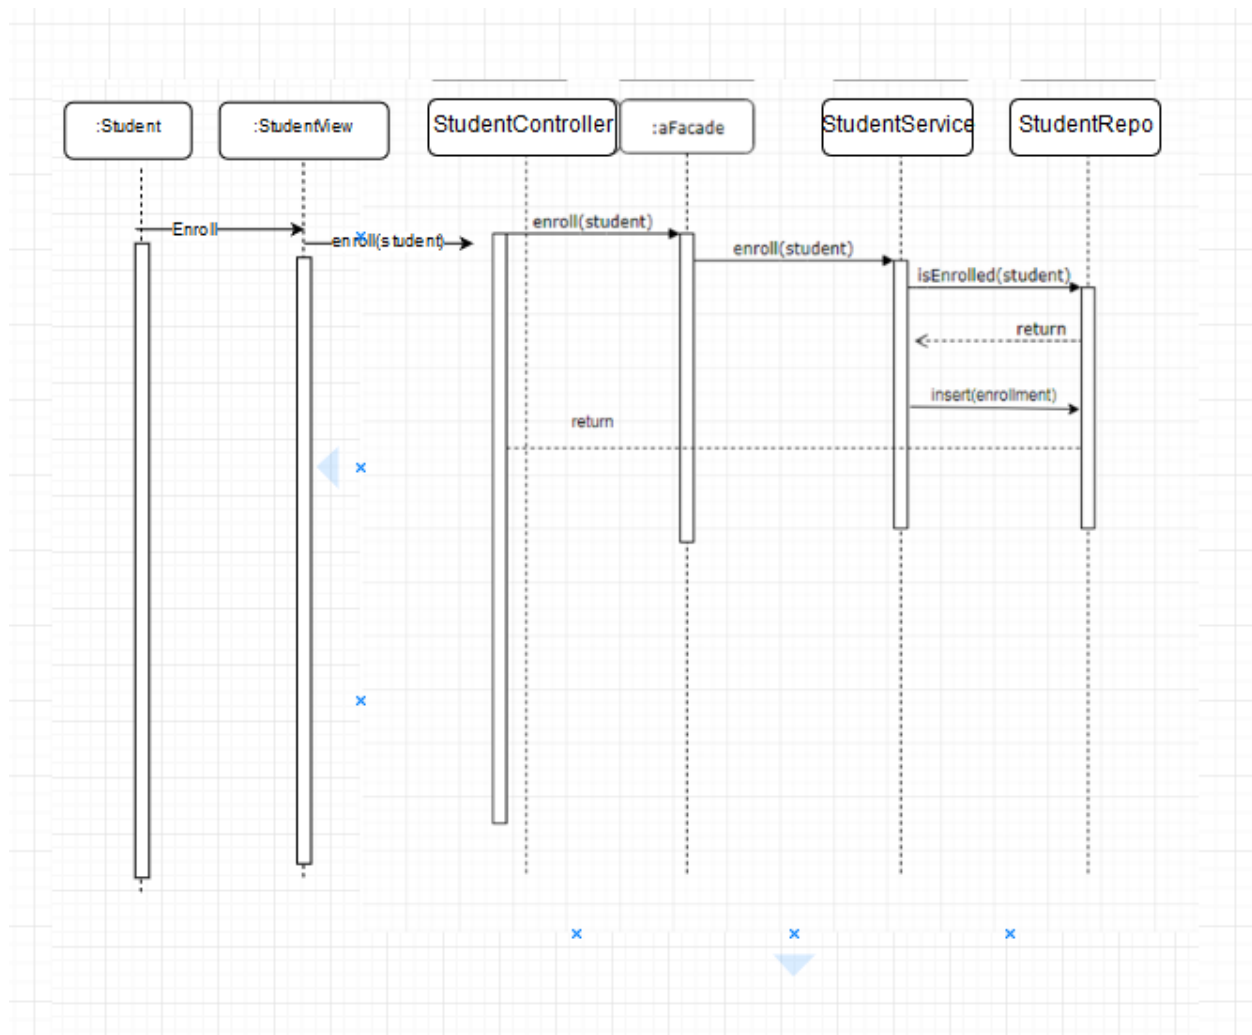 :Student
:StudentView
StudentController
:aFacade
StudentService
StudentRepo
Enroll
enroll(student)
enroll(student)
enroll(student)
isEnrolled(student)
return
insert(enrollment)
return